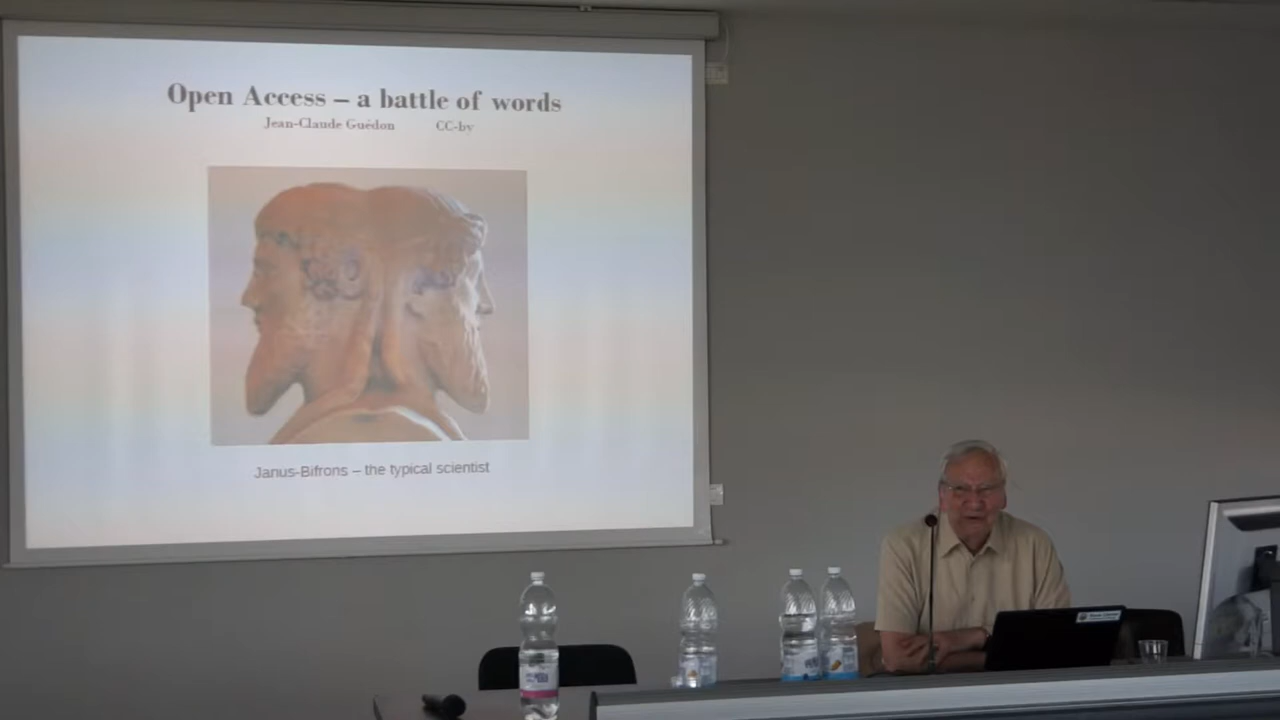 Open Access – a battle of words
Jean-Claude Guédon CC-by
Janus-Bifrons – the typical scientist